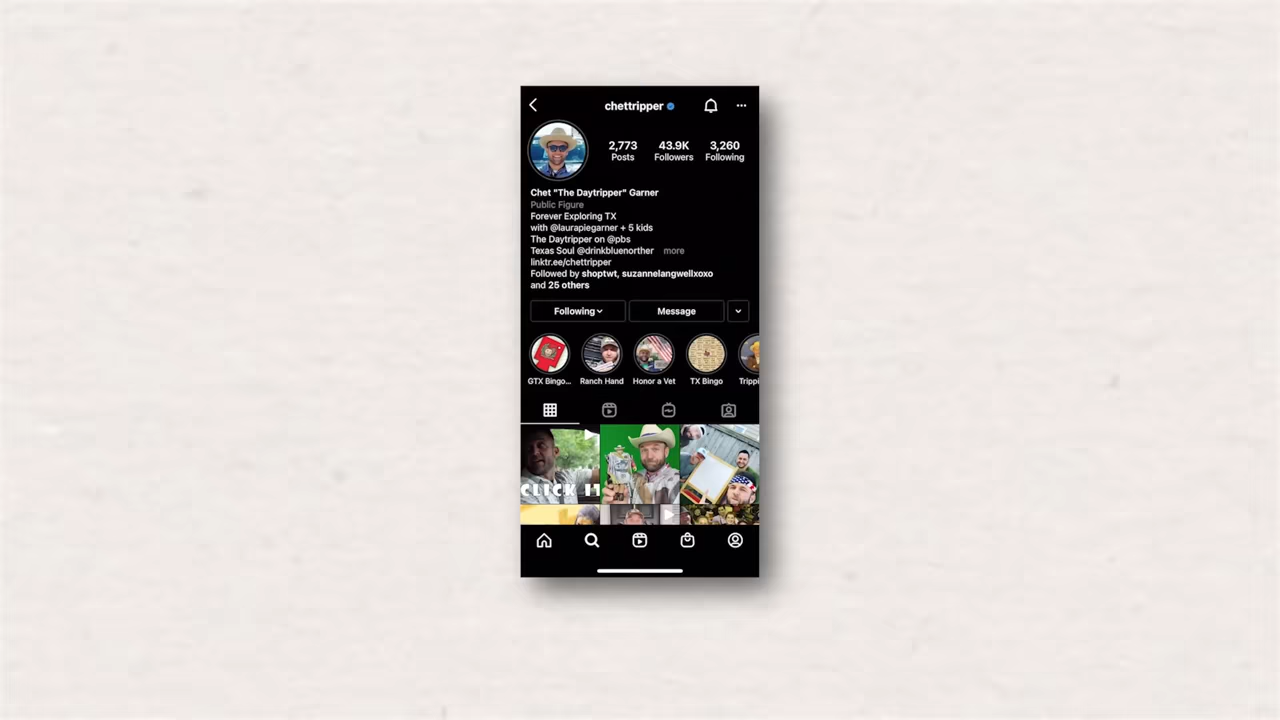 chettripper
2,773 43.9K 3,260
Posts Followers Following
Chet "The Daytripper" Garner
Public Figure
Forever Exploring TX
with @laurapiegarner + 5 kids
The Daytripper on @pbs
Texas Soul @drinkbluenorther more
linktr.ee/chettripper
Followed by shoptwt, suzannelangwellxoxo
and 25 others
Following Message
GTX Bingo... Ranch Hand Honor a Vet TX Bingo Trippi
CLICK IT